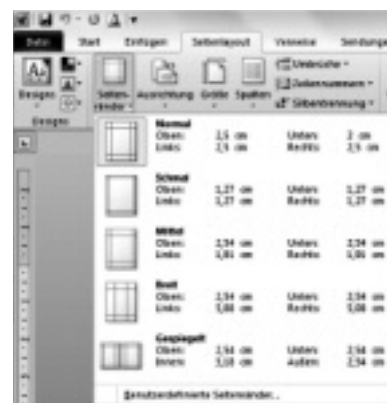 Datei Start Einfügen Seitenlayout Verweise Sendungen
Designs Seitenränder Ausrichtung Größe Spalten Umbrüche
Zeilennummern
Silbentrennung
Designs
Normal
Oben: 2,5 cm Unten: 2 cm
Links: 2,5 cm Rechts: 2,5 cm
Schmal
Oben: 1,27 cm Unten: 1,27 cm
Links: 1,27 cm Rechts: 1,27 cm
Mittel
Oben: 2,54 cm Unten: 2,54 cm
Links: 1,91 cm Rechts: 1,91 cm
Breit
Oben: 2,54 cm Unten: 2,54 cm
Links: 5,08 cm Rechts: 5,08 cm
Gespiegelt
Oben: 2,54 cm Unten: 2,54 cm
Innen: 3,18 cm Außen: 2,54 cm
Benutzerdefinierte Seitenränder...